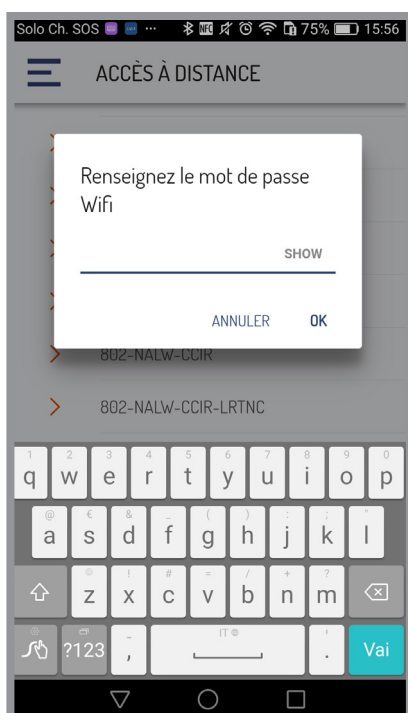 Solo Ch. SOS ... NFC 75% 15:56
ACCÈS À DISTANCE
Renseignez le mot de passe
Wifi
SHOW
ANNULER OK
802-NALW-CCIR
802-NALW-CCIR-LRTNC
1 2 3 4 5 6 7 8 9 0
q w e r t y u i o p
@ € & _ ( ) : ; "
a s d f g h j k l
© ! # = / + ?
z x c v b n m
IT
?123 , . Vai